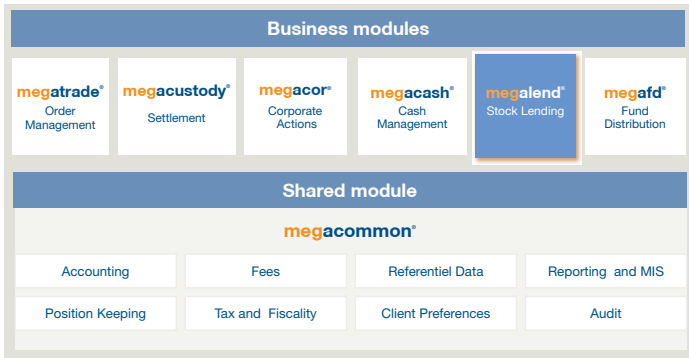 Business modules
megatrade®
Order
Management
megacustody®
Settlement
megacor®
Corporate
Actions
megacash®
Cash
Management
megalend®
Stock Lending
megafd®
Fund
Distribution
Shared module
megacommon®
Accounting
Fees
Referentiel Data
Reporting and MIS
Position Keeping
Tax and Fiscality
Client Preferences
Audit